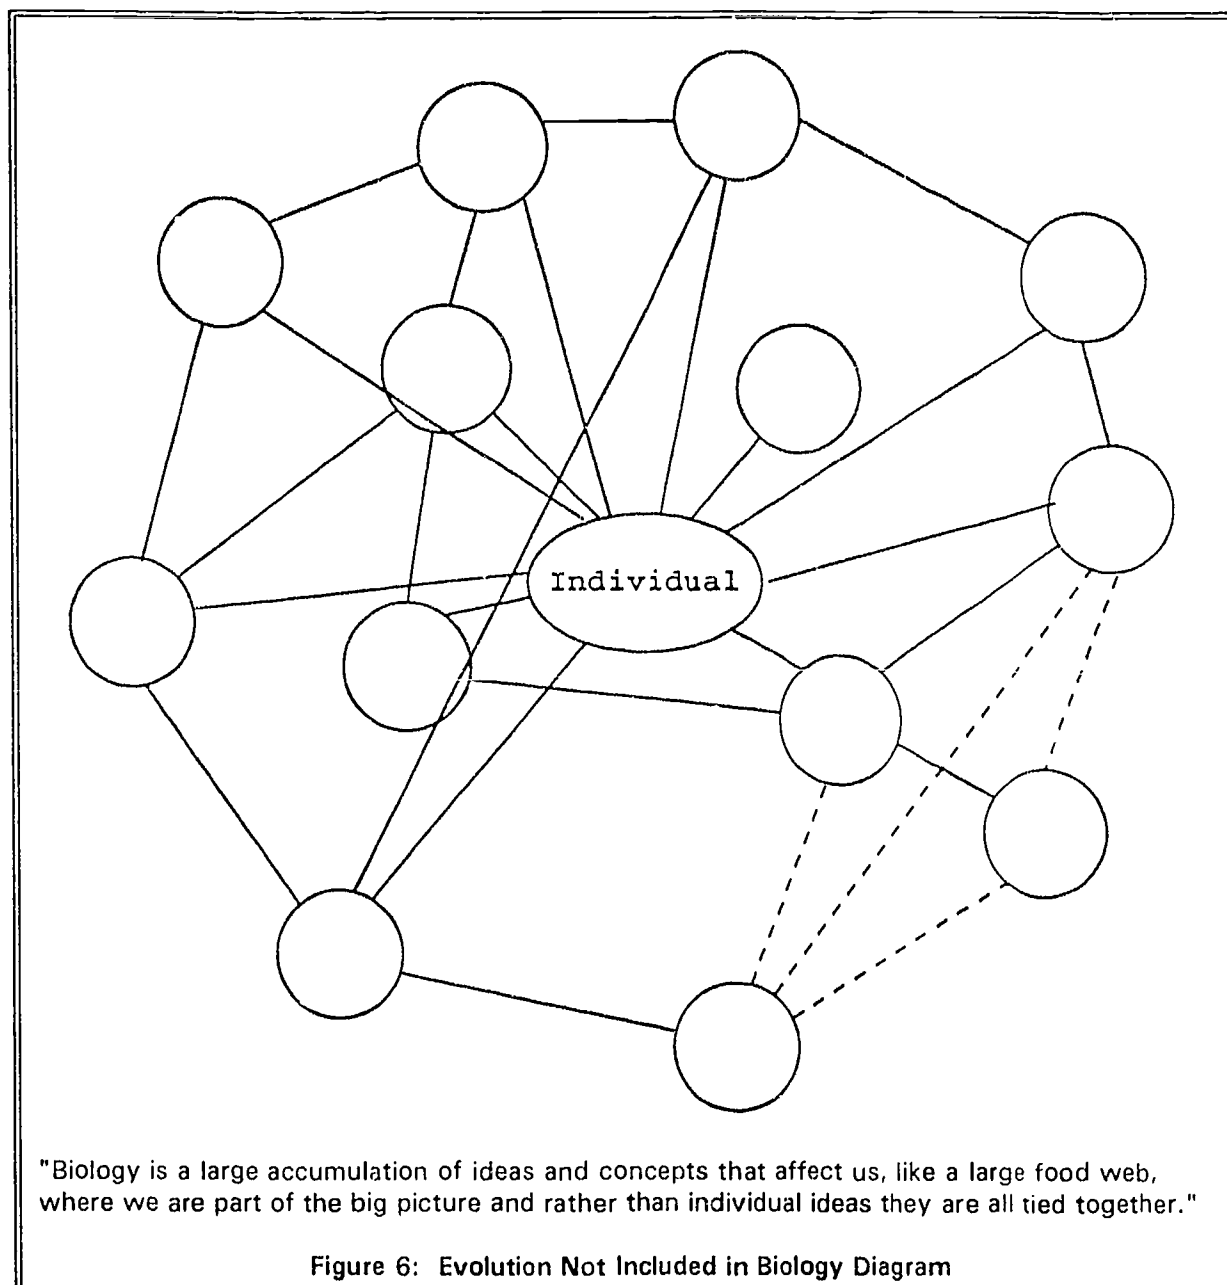 Individual
"Biology is a large accumulation of ideas and concepts that affect us, like a large food web,
where we are part of the big picture and rather than individual ideas they are all tied together."
Figure 6: Evolution Not Included in Biology Diagram